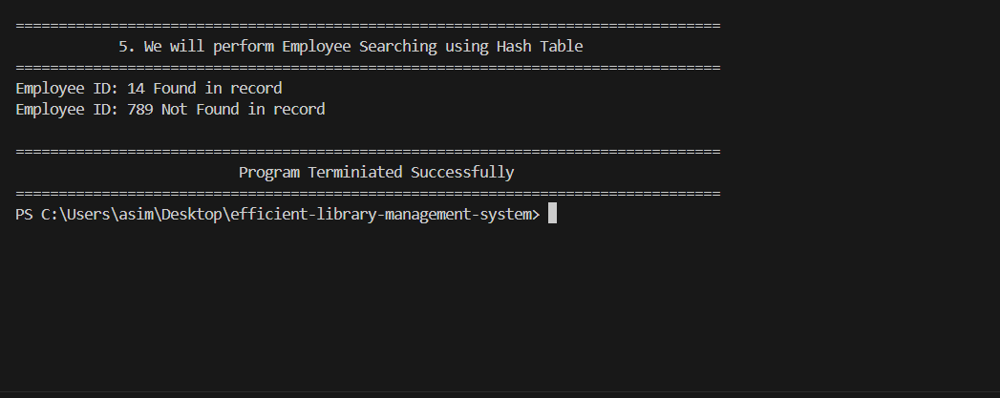 ==================================================================================
5. We will perform Employee Searching using Hash Table
==================================================================================
Employee ID: 14 Found in record
Employee ID: 789 Not Found in record
==================================================================================
Program Terminiated Successfully
==================================================================================
PS C:\Users\asim\Desktop\efficient-library-management-system>